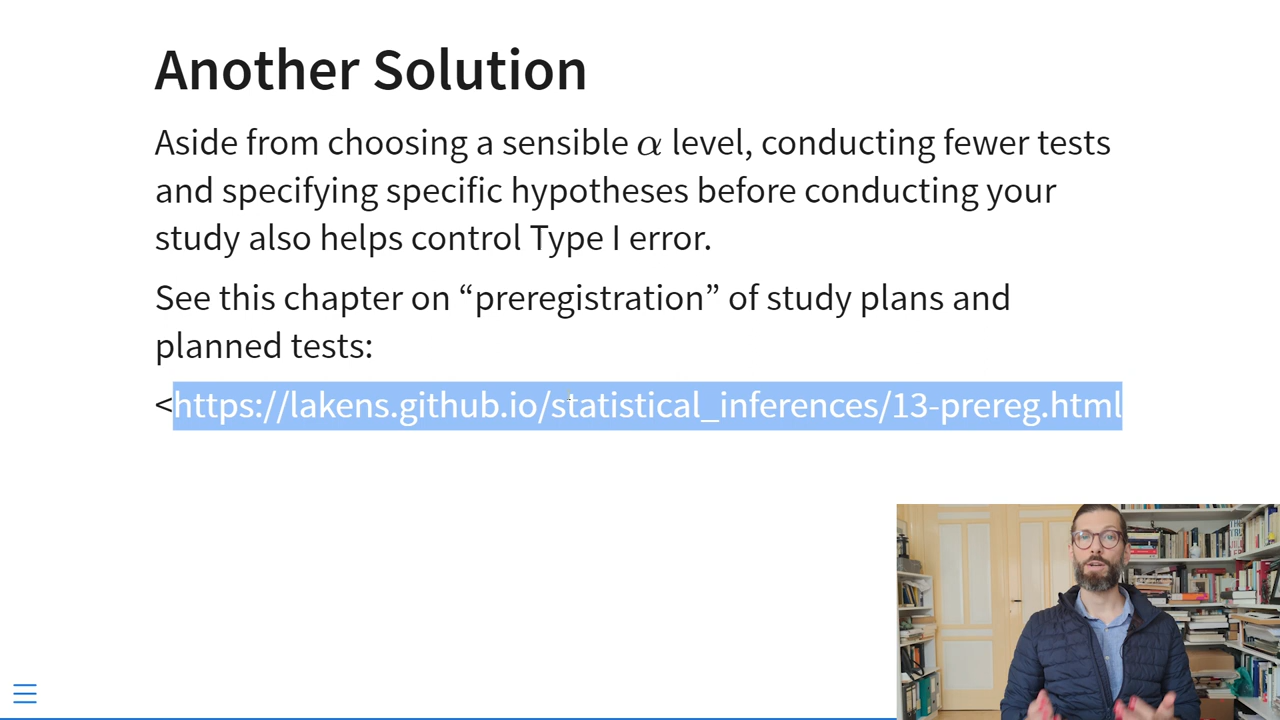 Another Solution
Aside from choosing a sensible α level, conducting fewer tests
and specifying specific hypotheses before conducting your
study also helps control Type I error.
See this chapter on “preregistration” of study plans and
planned tests:
<https://lakens.github.io/statistical_inferences/13-prereg.html